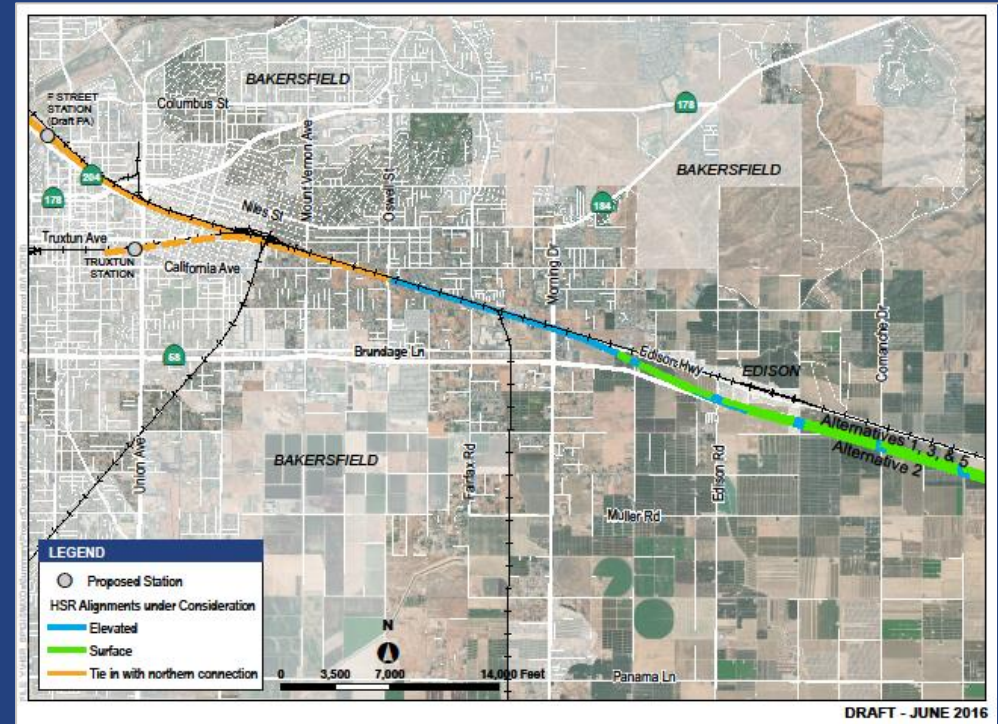 BAKERSFIELD
Columbus St
F STREET
STATION
(Draft PA)
178
BAKERSFIELD
Mount Vernon Ave
Oswel St
204
178
184
Niles St
Truxtun Ave
TRUXTUN
STATION
California Ave
Morning Dr
Comanche Dr
58
Brundage Ln
Edison Hwy
EDISON
Alternatives 1, 3, & 5
Alternative 2
Union Ave
BAKERSFIELD
Fairfax Rd
Edison Rd
Muller Rd
LEGEND
Proposed Station
HSR Alignments under Consideration
Elevated
Surface
Tie in with northern connection
N
0 3,500 7,000 14,000 Feet
Panama Ln
DRAFT - JUNE 2016